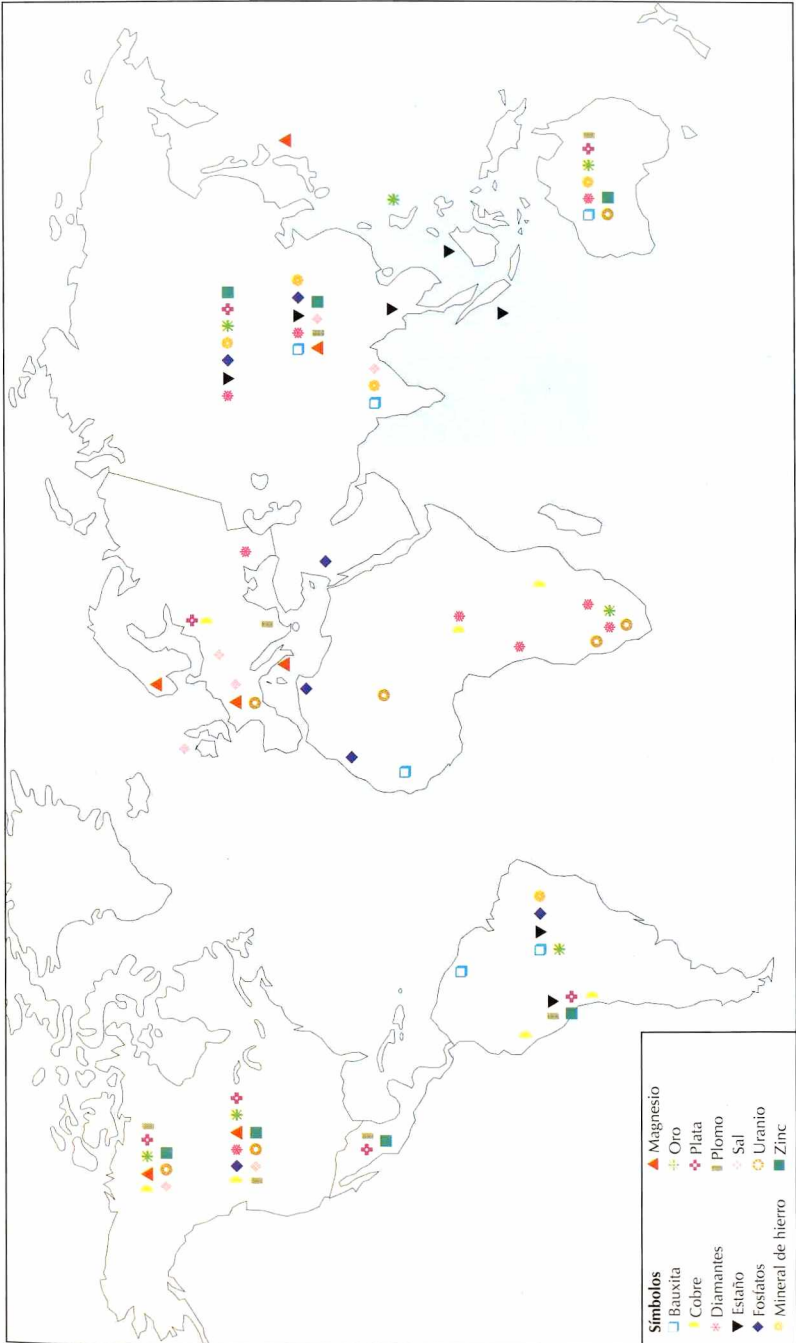 Símbolos
Bauxita
Cobre
Diamantes
Estaño
Fosfatos
Mineral de hierro
Magnesio
Oro
Plata
Plomo
Sal
Uranio
Zinc